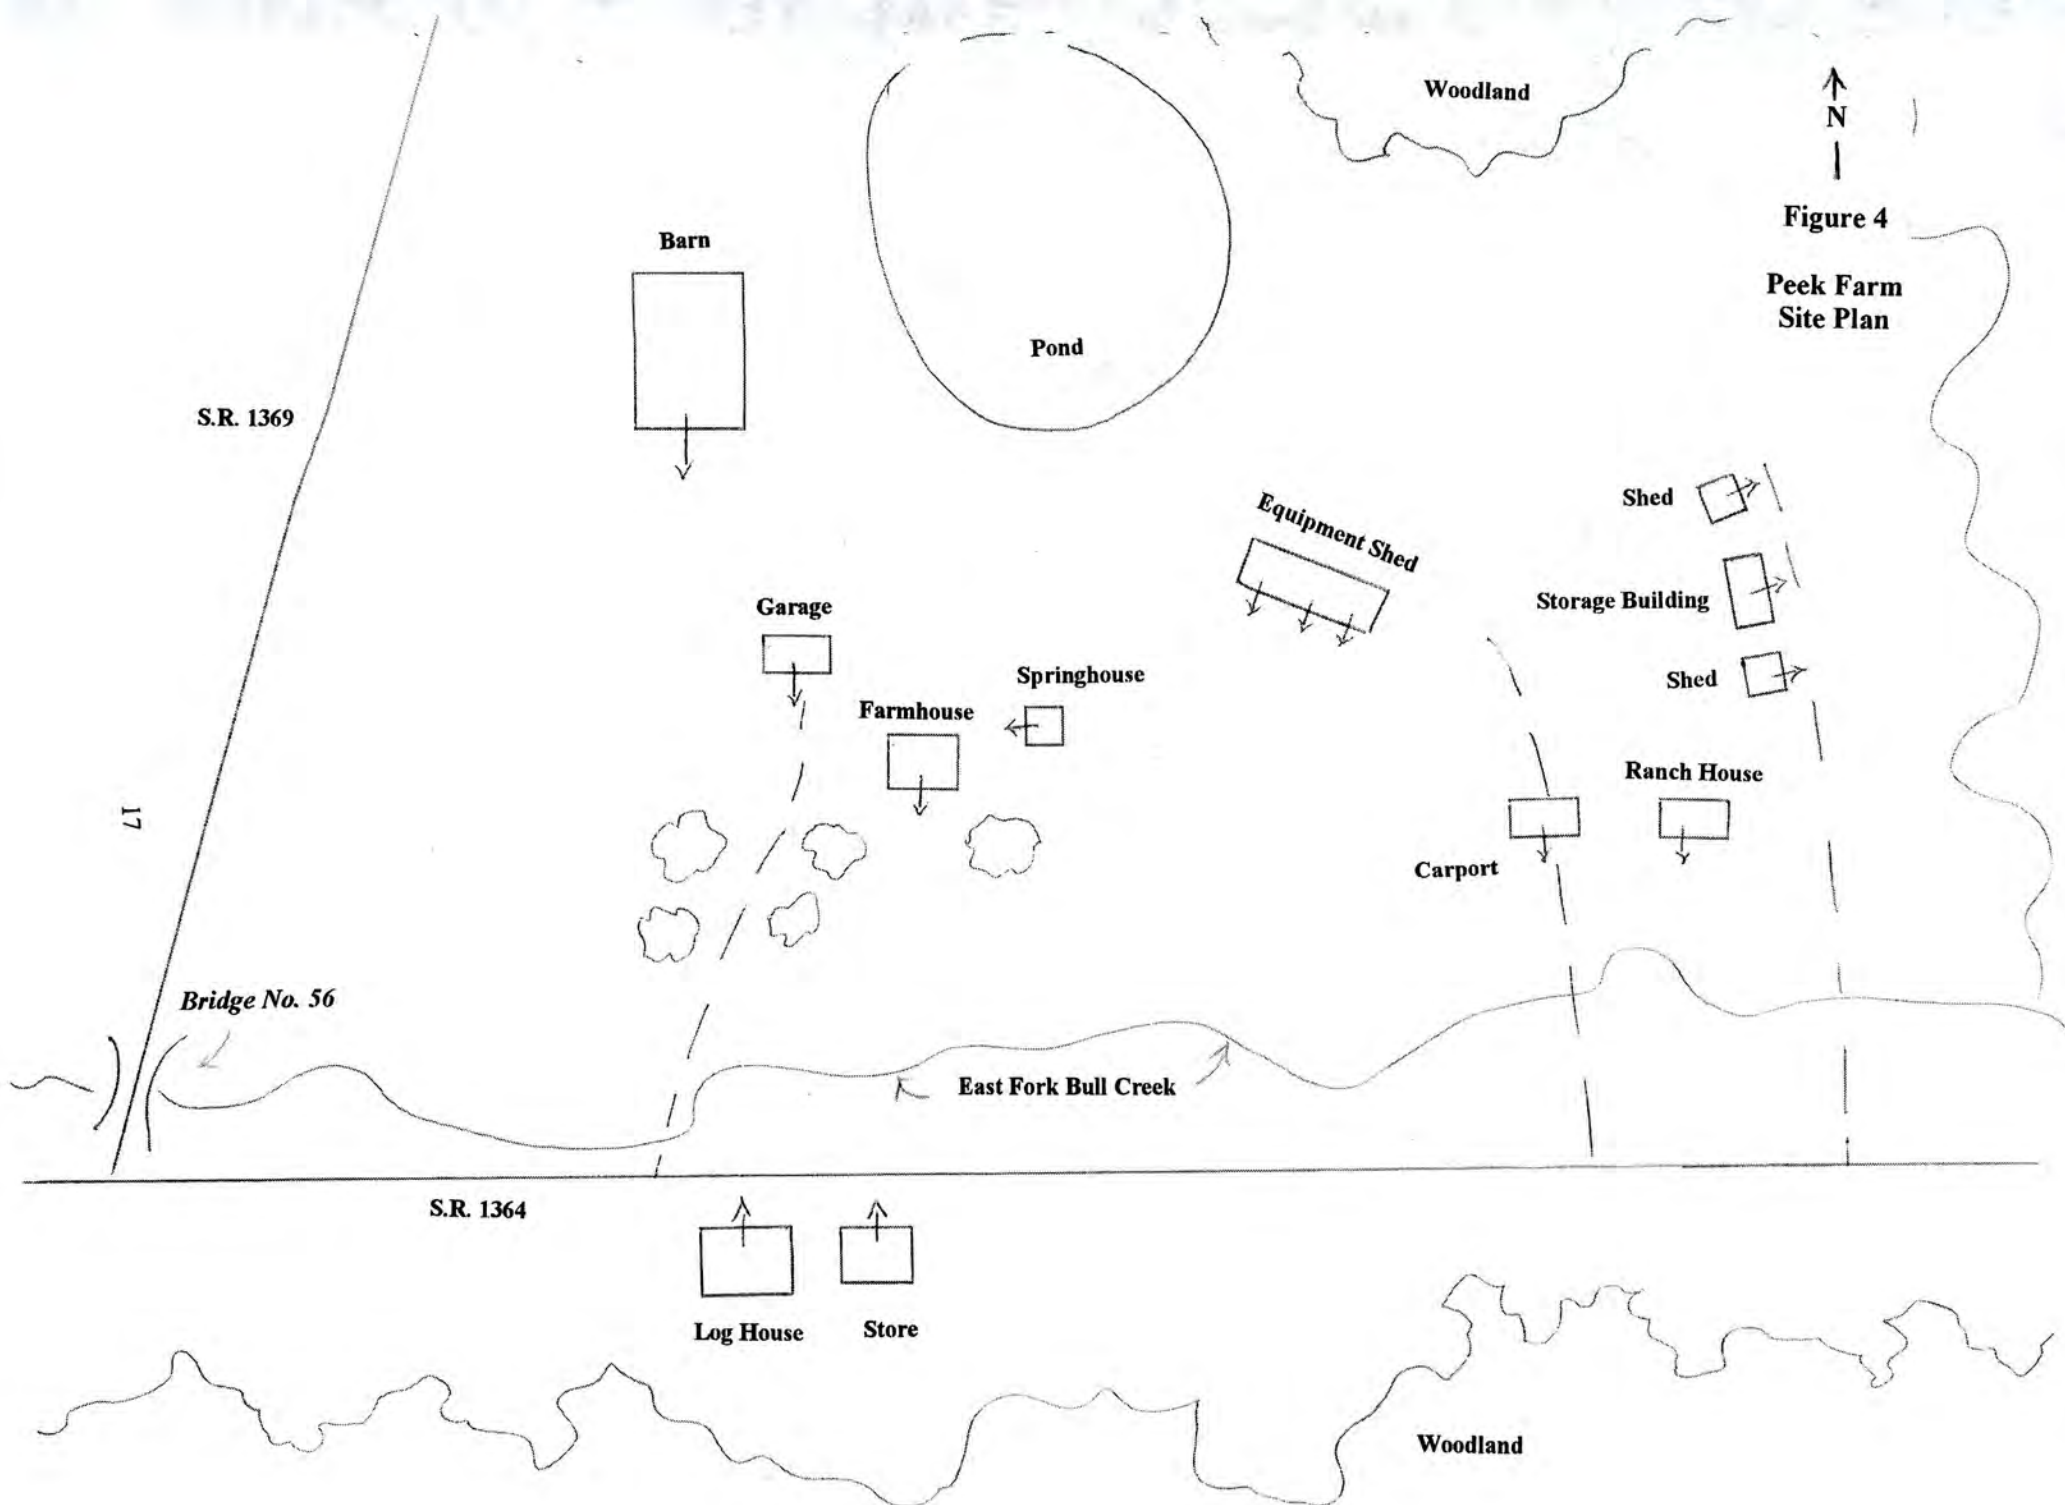 Woodland
N
Figure 4
Peek Farm
Site Plan
Barn
Pond
S.R. 1369
Shed
Equipment Shed
Storage Building
Garage
Springhouse
Shed
Farmhouse
Ranch House
17
Carport
Bridge No. 56
East Fork Bull Creek
S.R. 1364
Log House
Store
Woodland